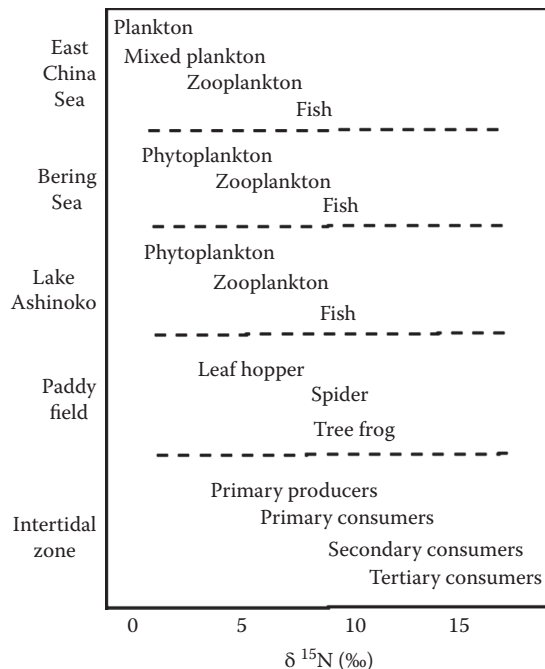 East
China
Sea
Plankton
Mixed plankton
Zooplankton
Fish
Bering
Sea
Phytoplankton
Zooplankton
Fish
Lake
Ashinoko
Phytoplankton
Zooplankton
Fish
Paddy
field
Leaf hopper
Spider
Tree frog
Intertidal
zone
Primary producers
Primary consumers
Secondary consumers
Tertiary consumers
0 5 10 15
δ ¹⁵N (‰)